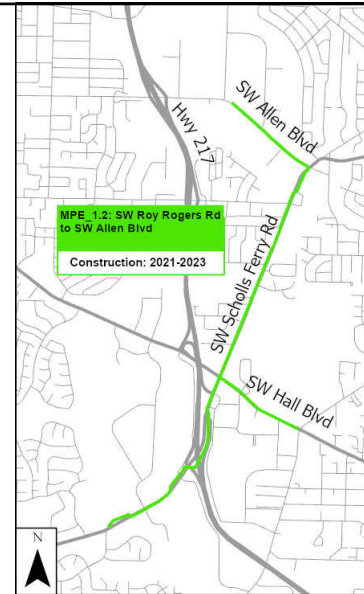 SW Allen Blvd
Hwy 217
MPE_1.2: SW Roy Rogers Rd
to SW Allen Blvd
Construction: 2021-2023
SW Scholls Ferry Rd
SW Hall Blvd
N